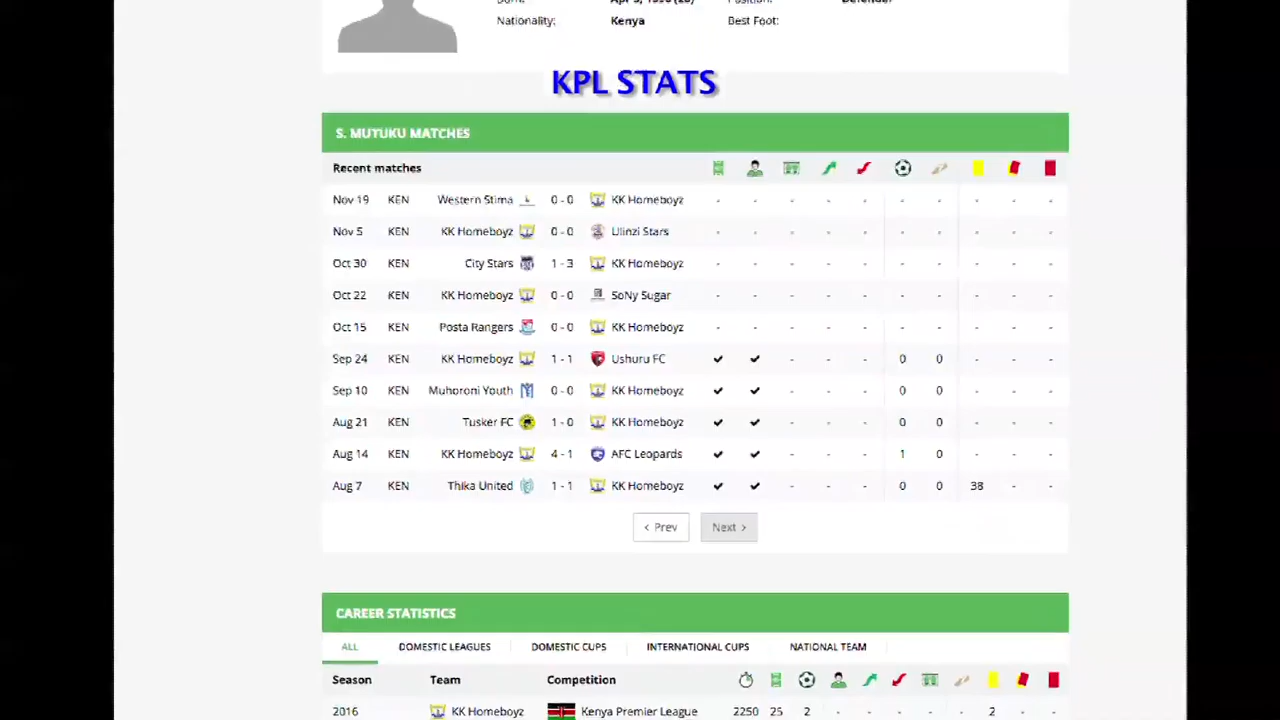 Nationality: Kenya Best Foot:
KPL STATS
S. MUTUKU MATCHES
Recent matches
Nov 19 KEN Western Stima 0 - 0 KK Homeboyz - - - - - - - - - -
Nov 5 KEN KK Homeboyz 0 - 0 Ulinzi Stars - - - - - - - - - -
Oct 30 KEN City Stars 1 - 3 KK Homeboyz - - - - - - - - - -
Oct 22 KEN KK Homeboyz 0 - 0 SoNy Sugar - - - - - - - - - -
Oct 15 KEN Posta Rangers 0 - 0 KK Homeboyz - - - - - - - - - -
Sep 24 KEN KK Homeboyz 1 - 1 Ushuru FC ✔ ✔ - - - 0 0 - - -
Sep 10 KEN Muhoroni Youth 0 - 0 KK Homeboyz ✔ ✔ - - - 0 0 - - -
Aug 21 KEN Tusker FC 1 - 0 KK Homeboyz ✔ ✔ - - - 0 0 - - -
Aug 14 KEN KK Homeboyz 4 - 1 AFC Leopards ✔ ✔ - - - 1 0 - - -
Aug 7 KEN Thika United 1 - 1 KK Homeboyz ✔ ✔ - - - 0 0 38 - -
‹ Prev Next ›
CAREER STATISTICS
ALL DOMESTIC LEAGUES DOMESTIC CUPS INTERNATIONAL CUPS NATIONAL TEAM
Season Team Competition
2016 KK Homeboyz Kenya Premier League 2250 25 2 - - - - - 2 - -